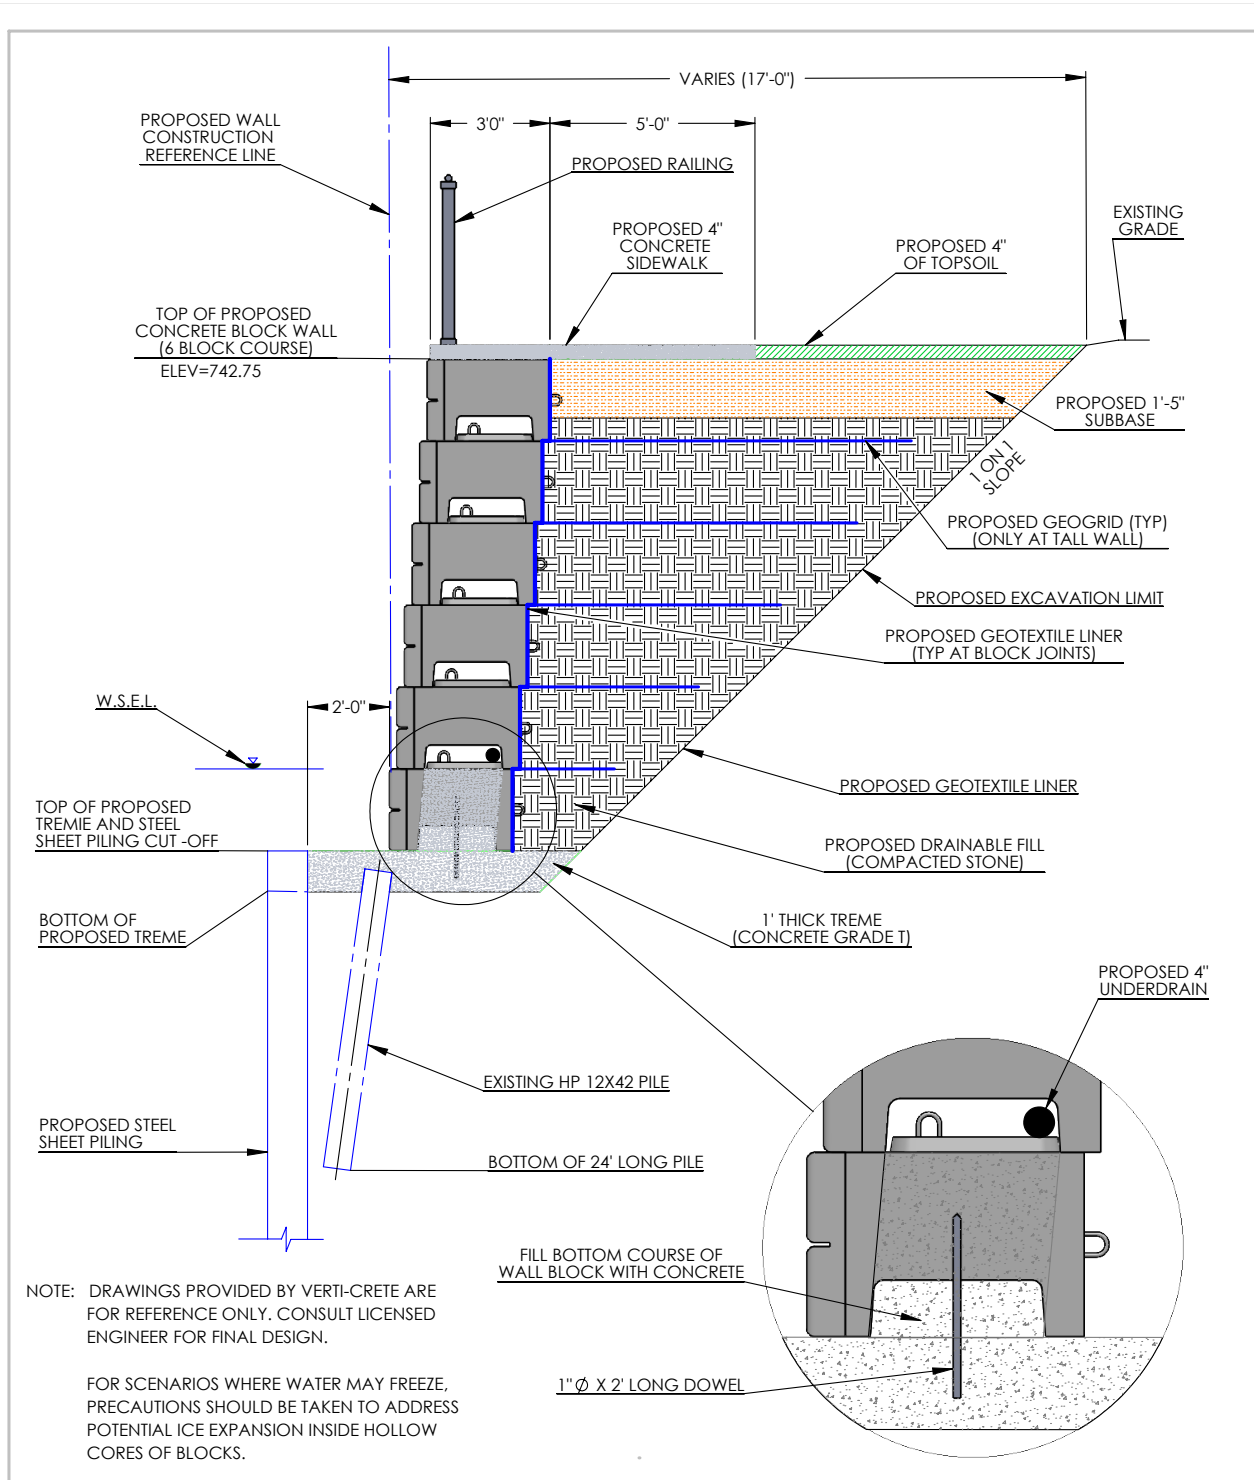 VARIES (17'-0")
3'0"
5'-0"
PROPOSED WALL
CONSTRUCTION
REFERENCE LINE
PROPOSED RAILING
PROPOSED 4"
CONCRETE
SIDEWALK
PROPOSED 4"
OF TOPSOIL
EXISTING
GRADE
TOP OF PROPOSED
CONCRETE BLOCK WALL
(6 BLOCK COURSE)
ELEV=742.75
PROPOSED 1'-5"
SUBBASE
1 ON 1
SLOPE
PROPOSED GEOGRID (TYP)
(ONLY AT TALL WALL)
PROPOSED EXCAVATION LIMIT
PROPOSED GEOTEXTILE LINER
(TYP AT BLOCK JOINTS)
W.S.E.L.
2'-0"
PROPOSED GEOTEXTILE LINER
TOP OF PROPOSED
TREMIE AND STEEL
SHEET PILING CUT -OFF
PROPOSED DRAINABLE FILL
(COMPACTED STONE)
BOTTOM OF
PROPOSED TREME
1' THICK TREME
(CONCRETE GRADE T)
PROPOSED 4"
UNDERDRAIN
EXISTING HP 12X42 PILE
PROPOSED STEEL
SHEET PILING
BOTTOM OF 24' LONG PILE
FILL BOTTOM COURSE OF
WALL BLOCK WITH CONCRETE
1"Ø X 2' LONG DOWEL
NOTE: DRAWINGS PROVIDED BY VERTI-CRETE ARE
FOR REFERENCE ONLY. CONSULT LICENSED
ENGINEER FOR FINAL DESIGN.
FOR SCENARIOS WHERE WATER MAY FREEZE,
PRECAUTIONS SHOULD BE TAKEN TO ADDRESS
POTENTIAL ICE EXPANSION INSIDE HOLLOW
CORES OF BLOCKS.